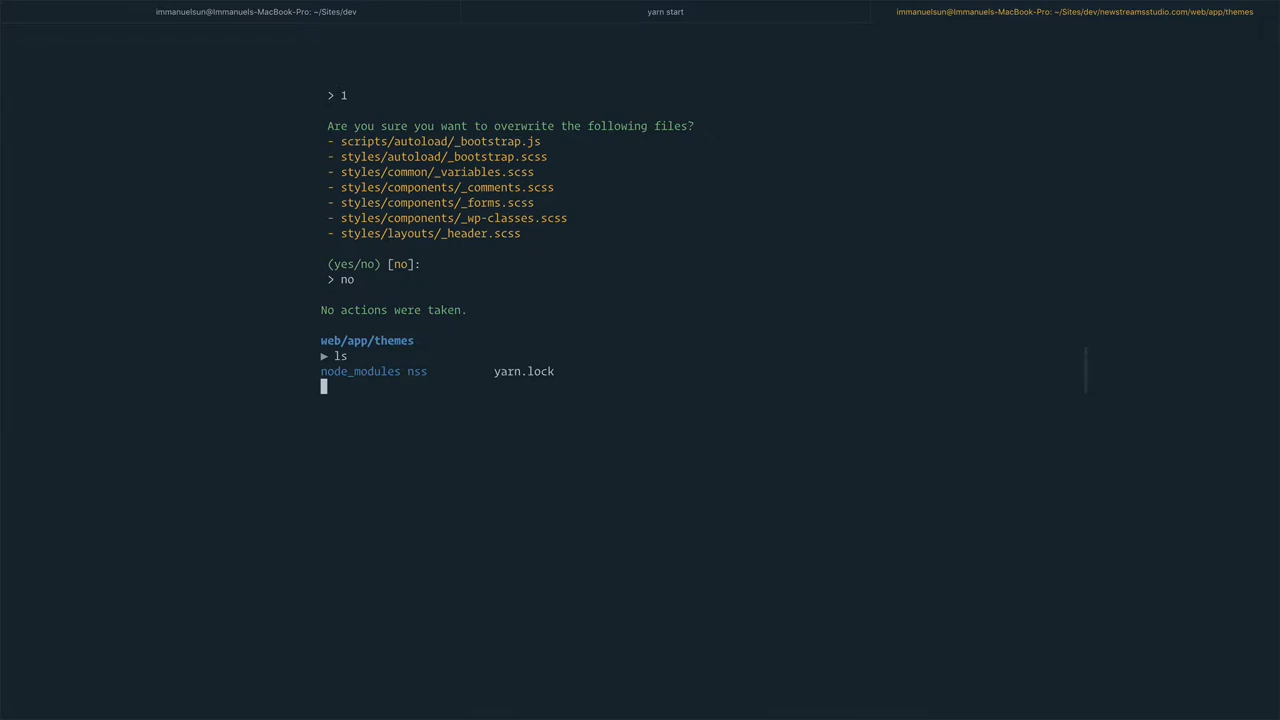 immanuelsun@Immanuels-MacBook-Pro: ~/Sites/dev
yarn start
immanuelsun@Immanuels-MacBook-Pro: ~/Sites/dev/newstreamsstudio.com/web/app/themes
> 1
Are you sure you want to overwrite the following files?
- scripts/autoload/_bootstrap.js
- styles/autoload/_bootstrap.scss
- styles/common/_variables.scss
- styles/components/_comments.scss
- styles/components/_forms.scss
- styles/components/_wp-classes.scss
- styles/layouts/_header.scss
(yes/no) [no]:
> no
No actions were taken.
web/app/themes
▶ ls
node_modules nss yarn.lock